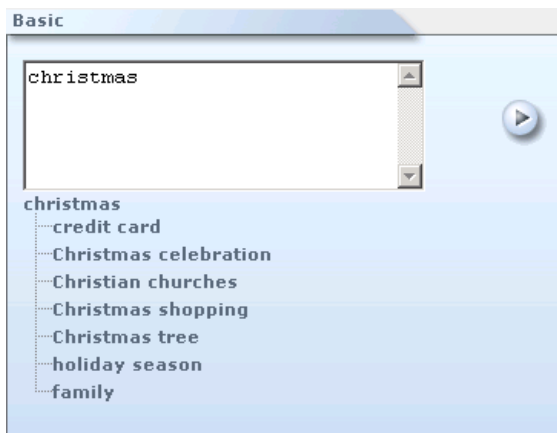 Basic
christmas
christmas
credit card
Christmas celebration
Christian churches
Christmas shopping
Christmas tree
holiday season
family